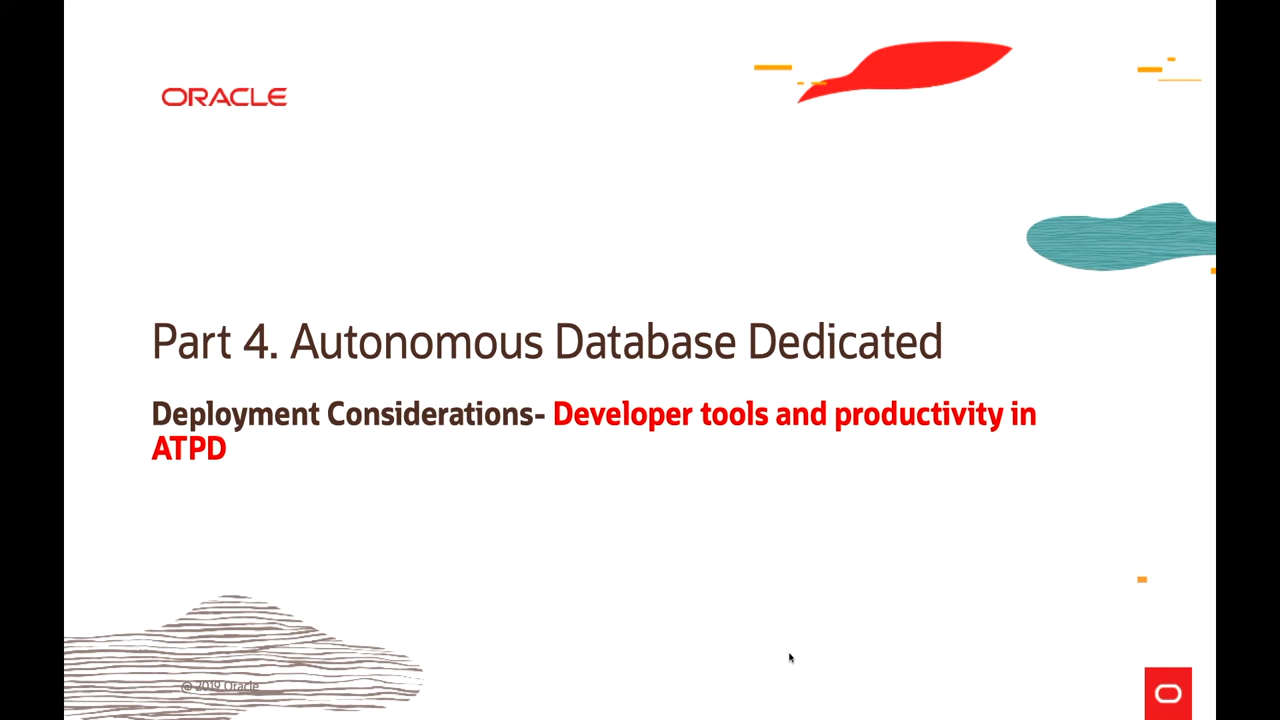 ORACLE
Part 4. Autonomous Database Dedicated
Deployment Considerations- Developer tools and productivity in
ATPD
@ 2019 Oracle